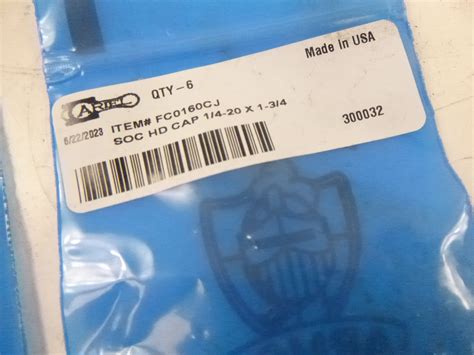 QTY-6
Made In USA
6/22/2023
ITEM# FC0160CJ
SOC HD CAP 1/4-20 X 1-3/4
300032